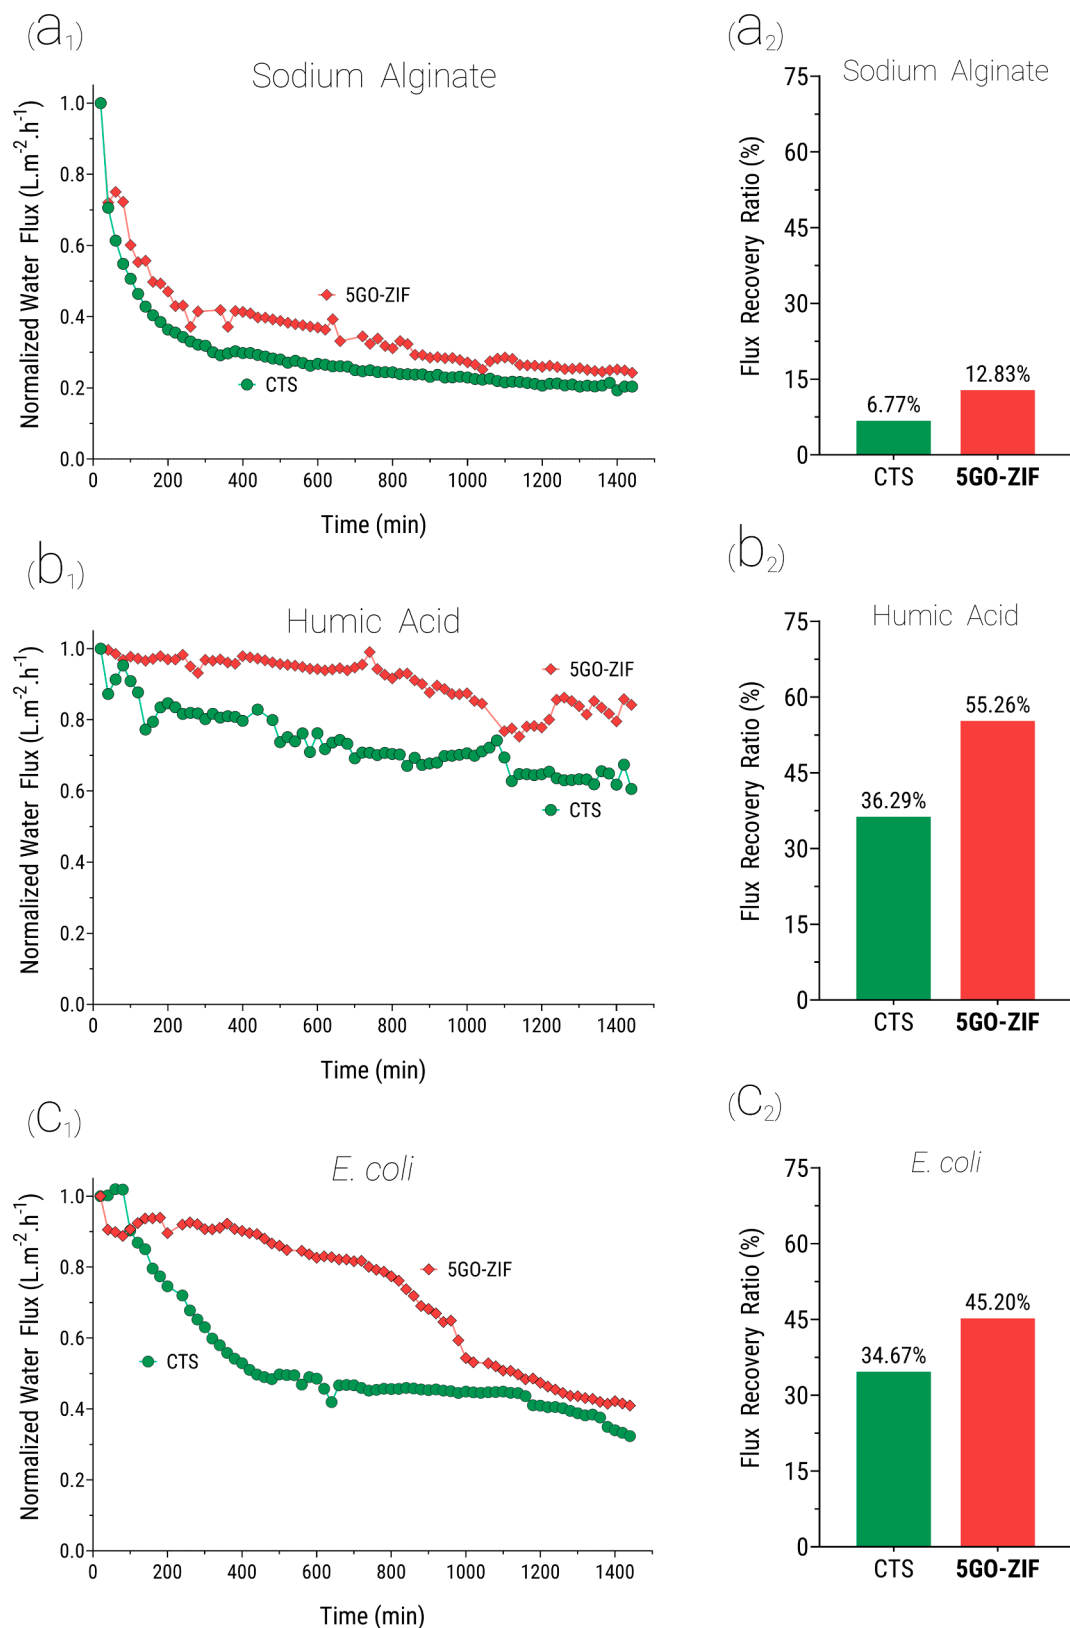 (a1)
Sodium Alginate
Normalized Water Flux (L.m-2.h-1)
1.0
0.8
0.6
0.4
0.2
0.0
5GO-ZIF
CTS
0 200 400 600 800 1000 1200 1400
Time (min)
(a2)
Sodium Alginate
Flux Recovery Ratio (%)
75
60
45
30
15
0
6.77%
12.83%
CTS 5GO-ZIF
(b1)
Humic Acid
Normalized Water Flux (L.m-2.h-1)
1.0
0.8
0.6
0.4
0.2
0.0
5GO-ZIF
CTS
0 200 400 600 800 1000 1200 1400
Time (min)
(b2)
Humic Acid
Flux Recovery Ratio (%)
75
60
45
30
15
0
36.29%
55.26%
CTS 5GO-ZIF
(C1)
E. coli
Normalized Water Flux (L.m-2.h-1)
1.0
0.8
0.6
0.4
0.2
0.0
5GO-ZIF
CTS
0 200 400 600 800 1000 1200 1400
Time (min)
(C2)
E. coli
Flux Recovery Ratio (%)
75
60
45
30
15
0
34.67%
45.20%
CTS 5GO-ZIF